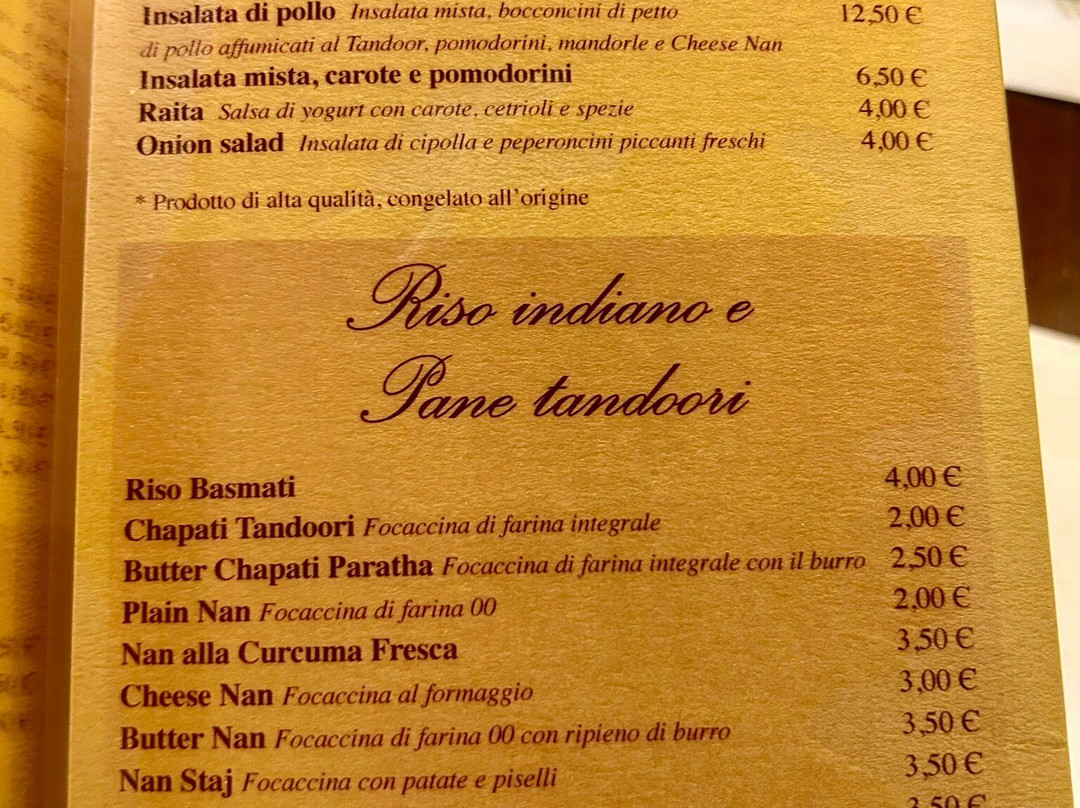 Insalata di pollo Insalata mista, bocconcini di petto 12,50 €
di pollo affumicati al Tandoor, pomodorini, mandorle e Cheese Nan
Insalata mista, carote e pomodorini 6,50 €
Raita Salsa di yogurt con carote, cetrioli e spezie 4,00 €
Onion salad Insalata di cipolla e peperoncini piccanti freschi 4,00 €
* Prodotto di alta qualità, congelato all'origine
Riso indiano e
Pane tandoori
Riso Basmati 4,00 €
Chapati Tandoori Focaccina di farina integrale 2,00 €
Butter Chapati Paratha Focaccina di farina integrale con il burro 2,50 €
Plain Nan Focaccina di farina 00 2,00 €
Nan alla Curcuma Fresca 3,50 €
Cheese Nan Focaccina al formaggio 3,00 €
Butter Nan Focaccina di farina 00 con ripieno di burro 3,50 €
Nan Staj Focaccina con patate e piselli 3,50 €
3,50 €